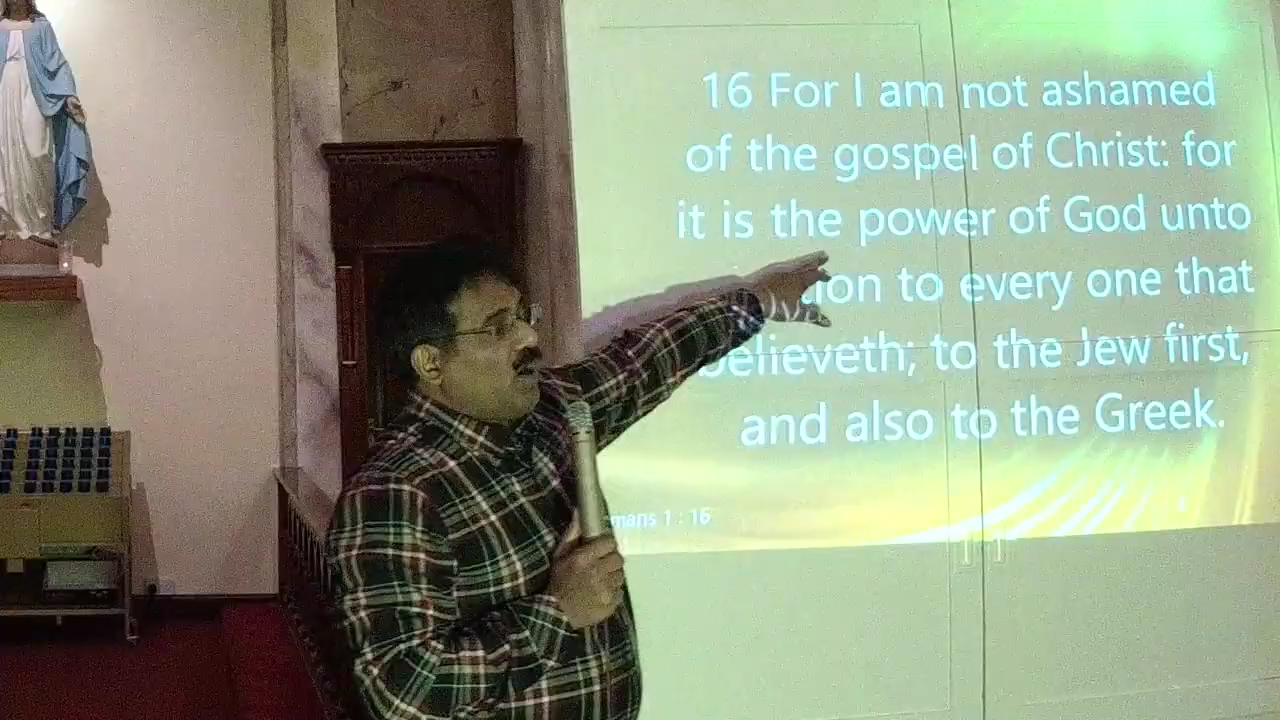 16 For I am not ashamed
of the gospel of Christ: for
it is the power of God unto
to every one that
believeth; to the Jew first,
and also to the Greek.
1 : 16